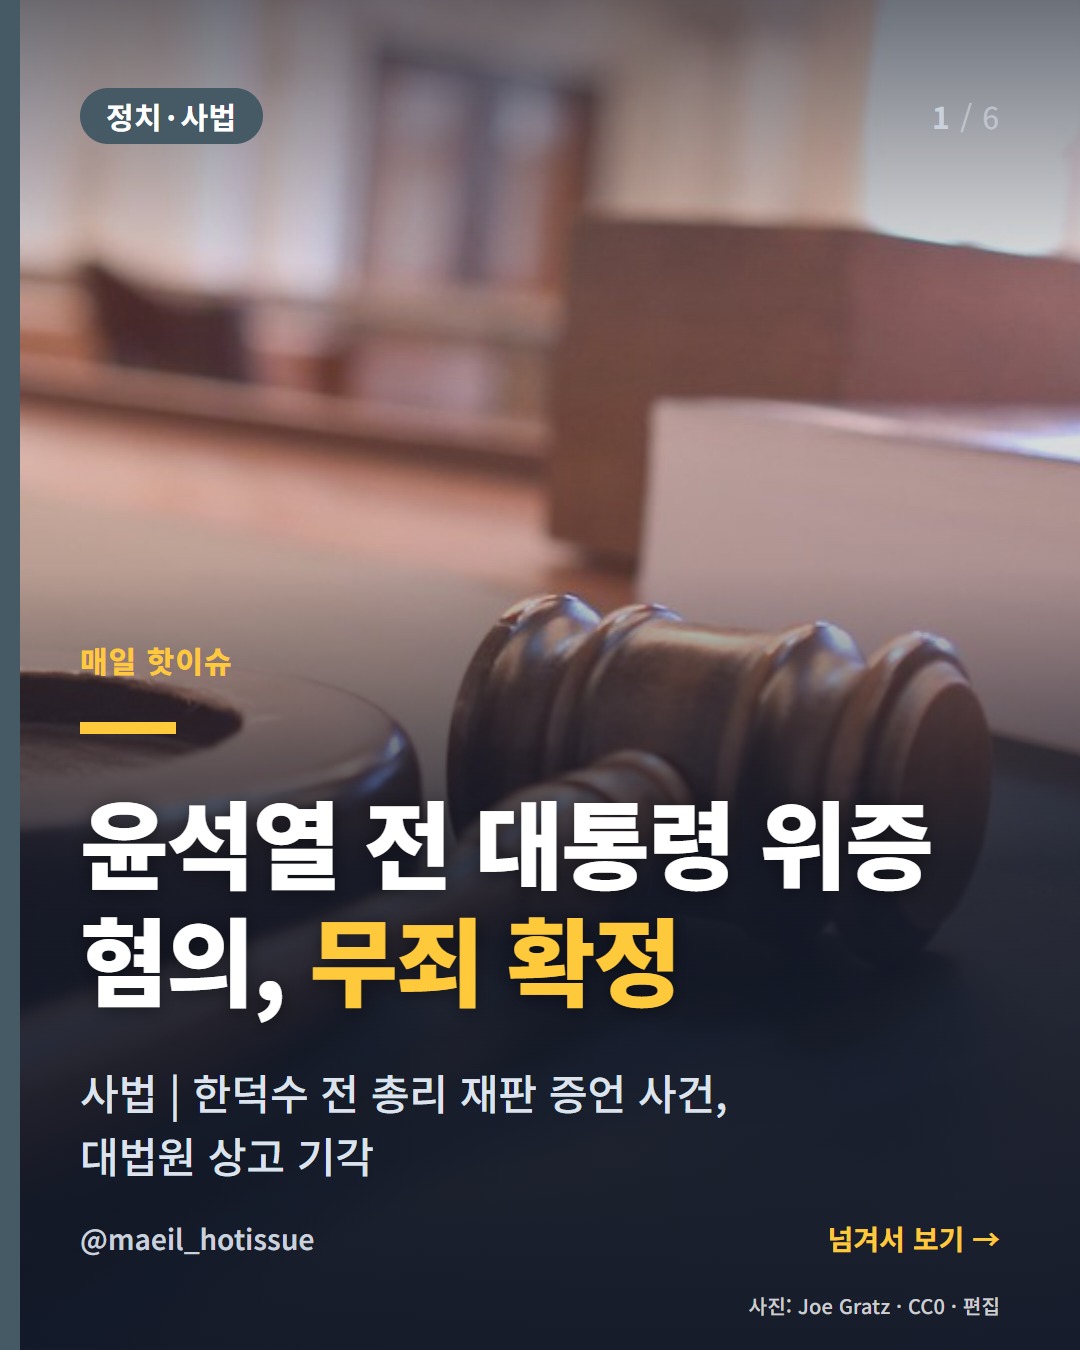 정치·사법
1 / 6
매일 핫이슈
윤석열 전 대통령 위증
혐의, 무죄 확정
사법 | 한덕수 전 총리 재판 증언 사건,
대법원 상고 기각
@maeil_hotissue
넘겨서 보기 →
사진: Joe Gratz · CC0 · 편집